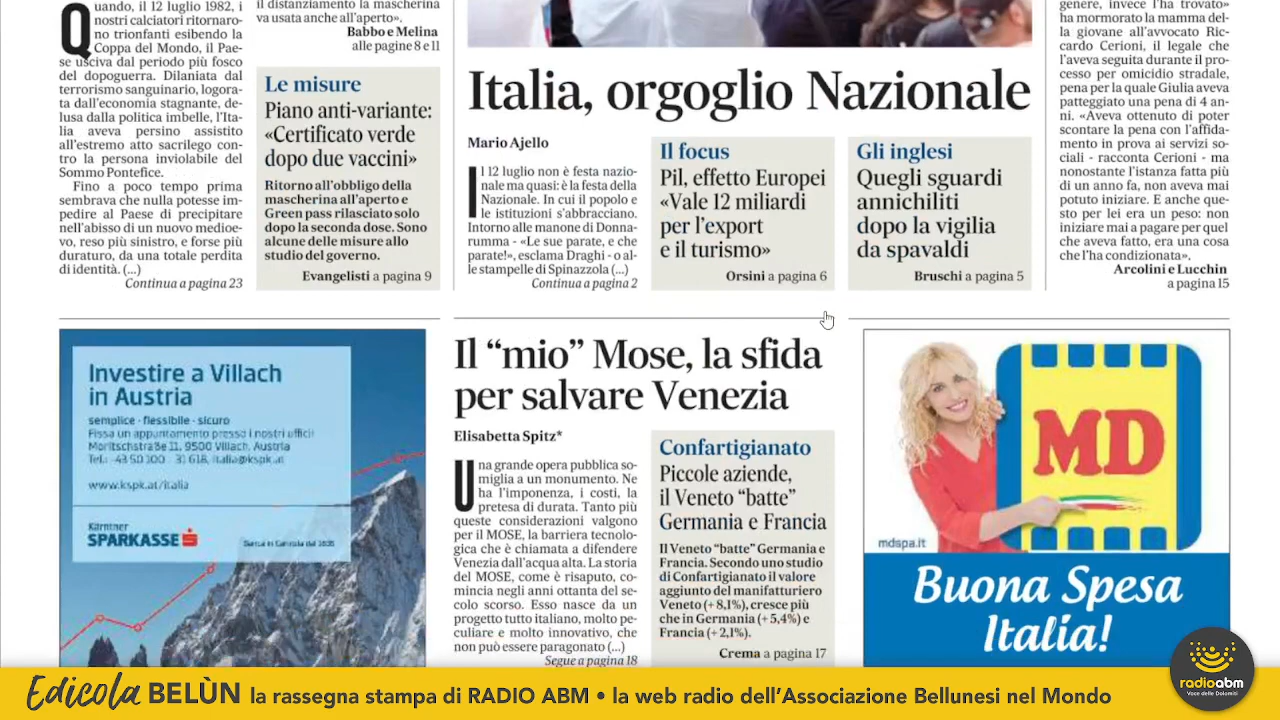 Quando, il 12 luglio 1982, i
nostri calciatori ritornaro-
no trionfanti esibendo la
Coppa del Mondo, il Pae-
se usciva dal periodo più fosco
del dopoguerra. Dilaniata dal
terrorismo sanguinario, logora-
ta dall'economia stagnante, de-
lusa dalla politica imbelle, l'Ita-
lia aveva persino assistito
all'estremo atto sacrilego con-
tro la persona inviolabile del
Sommo Pontefice.
Fino a poco tempo prima
sembrava che nulla potesse im-
pedire al Paese di precipitare
nell'abisso di un nuovo medioe-
vo, reso più sinistro, e forse più
duraturo, da una totale perdita
di identità. (...)
Continua a pagina 23
il distanziamento la mascherina
va usata anche all'aperto».
Babbo e Melina
alle pagine 8 e 11
Le misure
Piano anti-variante:
«Certificato verde
dopo due vaccini»
Ritorno all'obbligo della
mascherina all'aperto e
Green pass rilasciato solo
dopo la seconda dose. Sono
alcune delle misure allo
studio del governo.
Evangelisti a pagina 9
Italia, orgoglio Nazionale
Mario Ajello
Il 12 luglio non è festa nazio-
nale ma quasi: è la festa della
Nazionale. In cui il popolo e
le istituzioni s'abbracciano.
Intorno alle manone di Donna-
rumma - «Le sue parate, e che
parate!», esclama Draghi - o al-
le stampelle di Spinazzola (...)
Continua a pagina 2
Il focus
Pil, effetto Europei
«Vale 12 miliardi
per l'export
e il turismo»
Orsini a pagina 6
Gli inglesi
Quegli sguardi
annichiliti
dopo la vigilia
da spavaldi
Bruschi a pagina 5
genere, invece l'ha trovato»
ha mormorato la mamma del-
la giovane all'avvocato Ric-
cardo Cerioni, il legale che
l'aveva seguita durante il pro-
cesso per omicidio stradale,
pena per la quale Giulia aveva
patteggiato una pena di 4 an-
ni. «Aveva ottenuto di poter
scontare la pena con l'affida-
mento in prova ai servizi so-
ciali - racconta Cerioni - ma
nonostante l'istanza fatta più
di un anno fa, non aveva mai
potuto iniziare. E anche que-
sto per lei era un peso: non
iniziare mai a pagare per quel
che aveva fatto, era una cosa
che l'ha condizionata».
Arcolini e Lucchin
a pagina 15
Investire a Villach
in Austria
semplice · flessibile · sicuro
Fissa un appuntamento presso i nostri uffici!
Moritschstraße 11, 9500 Villach, Austria
www.kspk.at/italia
Kärntner
SPARKASSE
Il “mio” Mose, la sfida
per salvare Venezia
Elisabetta Spitz*
Una grande opera pubblica so-
miglia a un monumento. Ne
ha l'imponenza, i costi, la
pretesa di durata. Tanto più
queste considerazioni valgono
per il MOSE, la barriera tecnolo-
gica che è chiamata a difendere
Venezia dall'acqua alta. La storia
del MOSE, come è risaputo, co-
mincia negli anni ottanta del se-
colo scorso. Esso nasce da un
progetto tutto italiano, molto pe-
culiare e molto innovativo, che
non può essere paragonato (...)
Segue a pagina 18
Confartigianato
Piccole aziende,
il Veneto “batte”
Germania e Francia
Il Veneto “batte” Germania e
Francia. Secondo uno studio
di Confartigianato il valore
aggiunto del manifatturiero
Veneto (+8,1%), cresce più
che in Germania (+5,4%) e
Francia (+2,1%).
Crema a pagina 17
MD
mdspa.it
Buona Spesa
Italia!
Edicola BELÙN la rassegna stampa di RADIO ABM • la web radio dell'Associazione Bellunesi nel Mondo
radioabm
Voce delle Dolomiti